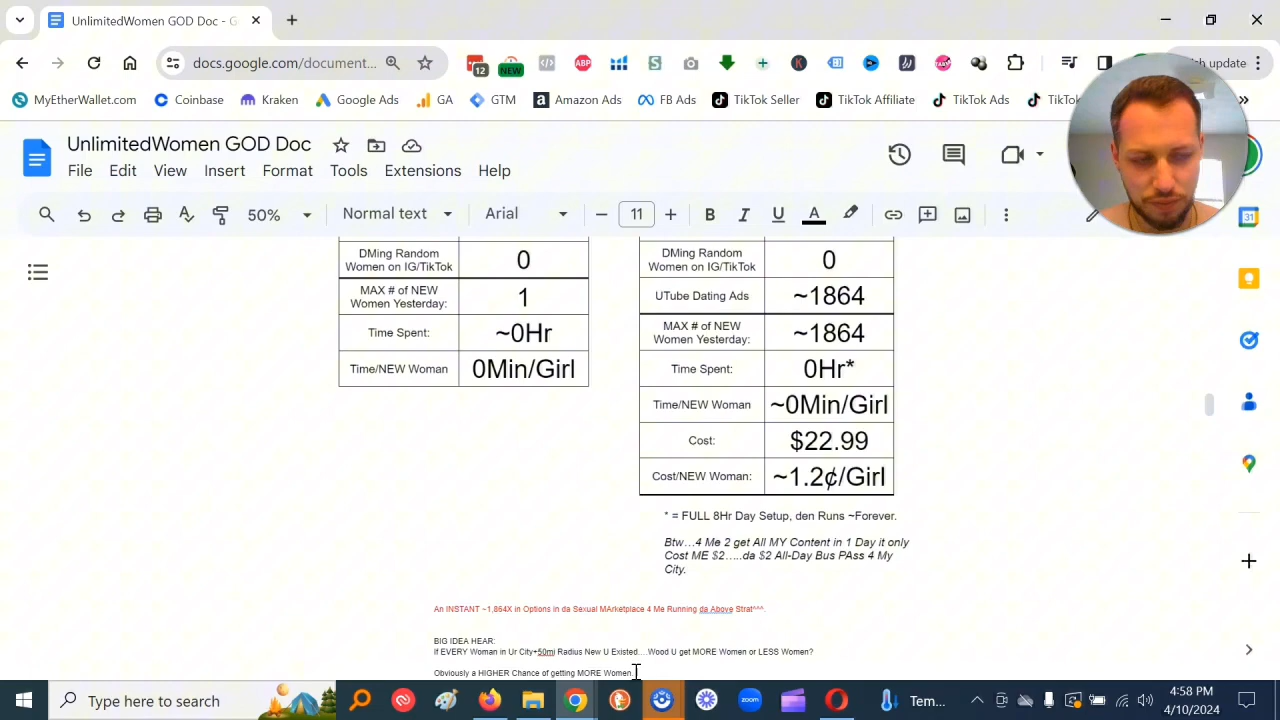 UnlimitedWomen GOD Doc - G
docs.google.com/document...
12
NEW
ABP
update
MyEtherWallet.com
Coinbase
Kraken
Google Ads
GA
GTM
Amazon Ads
FB Ads
TikTok Seller
TikTok Affiliate
TikTok Ads
UnlimitedWomen GOD Doc
File
Edit
View
Insert
Format
Tools
Extensions
Help
50%
Normal text
Arial
11
B
I
U
A
31
DMing Random
Women on IG/TikTok
0
MAX # of NEW
Women Yesterday:
1
Time Spent:
~0Hr
Time/NEW Woman
0Min/Girl
DMing Random
Women on IG/TikTok
0
UTube Dating Ads
~1864
MAX # of NEW
Women Yesterday:
~1864
Time Spent:
0Hr*
Time/NEW Woman
~0Min/Girl
Cost:
$22.99
Cost/NEW Woman:
~1.2¢/Girl
* = FULL 8Hr Day Setup, den Runs ~Forever.
Btw…4 Me 2 get All MY Content in 1 Day it only
Cost ME $2…..da $2 All-Day Bus PAss 4 My
City.
An INSTANT ~1,864X in Options in da Sexual MArketplace 4 Me Running da Above Strat^^^.
BIG IDEA HEAR:
If EVERY Woman in Ur City+50mi Radius New U Existed….Wood U get MORE Women or LESS Women?
Obviously a HIGHER Chance of getting MORE Women.
Type here to search
zoom
Tem...
4:58 PM
4/10/2024